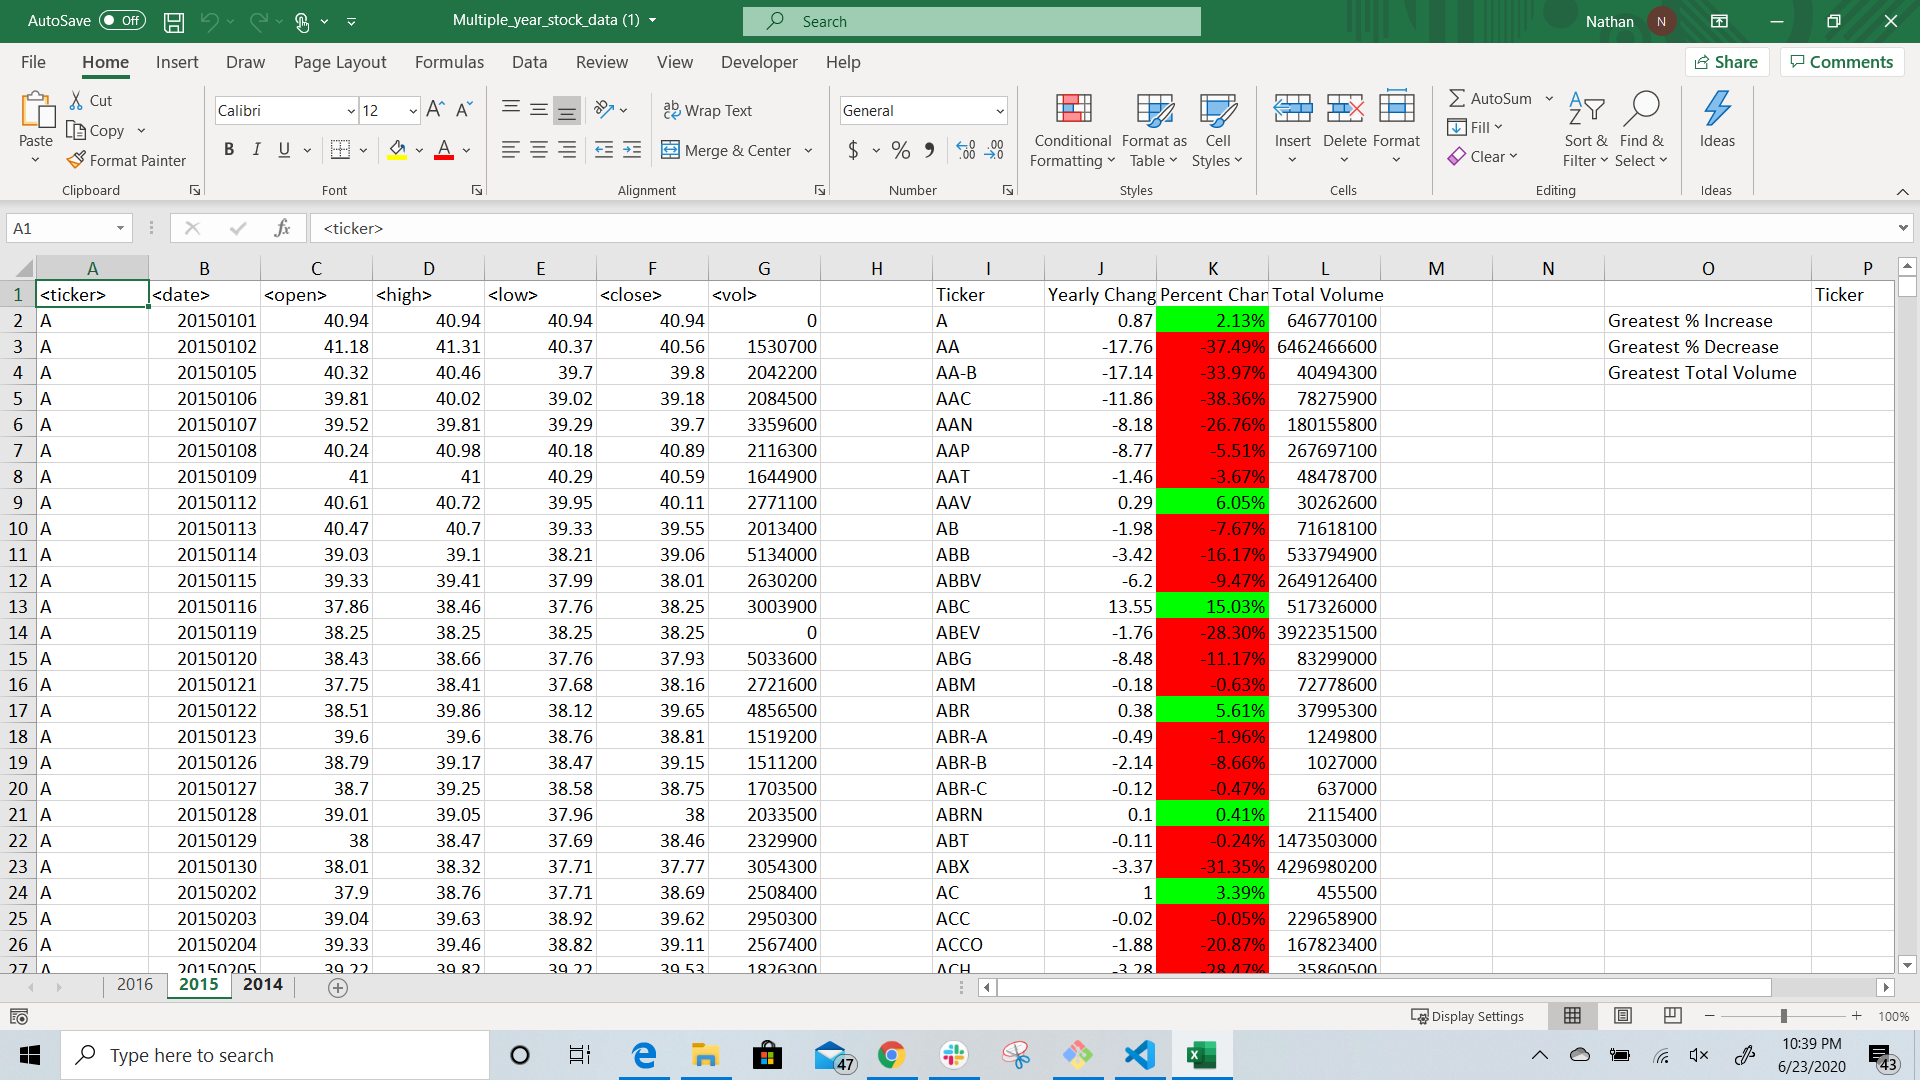 AutoSave Off Multiple_year_stock_data (1) Search Nathan N
File Home Insert Draw Page Layout Formulas Data Review View Developer Help Share Comments
Paste Cut Copy Format Painter Clipboard
Calibri 12 B I U A Font
ab Wrap Text Merge & Center Alignment
General $ % Number
Conditional Formatting Format as Table Cell Styles Styles
Insert Delete Format Cells
AutoSum Fill Clear Sort & Filter Find & Select Editing
Ideas Ideas
A1 fx <ticker>
A B C D E F G H I J K L M N O P
1 <ticker> <date> <open> <high> <low> <close> <vol> Ticker Yearly Chang Percent Chan Total Volume Ticker
2 A 20150101 40.94 40.94 40.94 40.94 0 A 0.87 2.13% 646770100 Greatest % Increase
3 A 20150102 41.18 41.31 40.37 40.56 1530700 AA -17.76 -37.49% 6462466600 Greatest % Decrease
4 A 20150105 40.32 40.46 39.7 39.8 2042200 AA-B -17.14 -33.97% 40494300 Greatest Total Volume
5 A 20150106 39.81 40.02 39.02 39.18 2084500 AAC -11.86 -38.36% 78275900
6 A 20150107 39.52 39.81 39.29 39.7 3359600 AAN -8.18 -26.76% 180155800
7 A 20150108 40.24 40.98 40.18 40.89 2116300 AAP -8.77 -5.51% 267697100
8 A 20150109 41 41 40.29 40.59 1644900 AAT -1.46 -3.67% 48478700
9 A 20150112 40.61 40.72 39.95 40.11 2771100 AAV 0.29 6.05% 30262600
10 A 20150113 40.47 40.7 39.33 39.55 2013400 AB -1.98 -7.67% 71618100
11 A 20150114 39.03 39.1 38.21 39.06 5134000 ABB -3.42 -16.17% 533794900
12 A 20150115 39.33 39.41 37.99 38.01 2630200 ABBV -6.2 -9.47% 2649126400
13 A 20150116 37.86 38.46 37.76 38.25 3003900 ABC 13.55 15.03% 517326000
14 A 20150119 38.25 38.25 38.25 38.25 0 ABEV -1.76 -28.30% 3922351500
15 A 20150120 38.43 38.66 37.76 37.93 5033600 ABG -8.48 -11.17% 83299000
16 A 20150121 37.75 38.41 37.68 38.16 2721600 ABM -0.18 -0.63% 72778600
17 A 20150122 38.51 39.86 38.12 39.65 4856500 ABR 0.38 5.61% 37995300
18 A 20150123 39.6 39.6 38.76 38.81 1519200 ABR-A -0.49 -1.96% 1249800
19 A 20150126 38.79 39.17 38.47 39.15 1511200 ABR-B -2.14 -8.66% 1027000
20 A 20150127 38.7 39.25 38.58 38.75 1703500 ABR-C -0.12 -0.47% 637000
21 A 20150128 39.01 39.05 37.96 38 2033500 ABRN 0.1 0.41% 2115400
22 A 20150129 38 38.47 37.69 38.46 2329900 ABT -0.11 -0.24% 1473503000
23 A 20150130 38.01 38.32 37.71 37.77 3054300 ABX -3.37 -31.35% 4296980200
24 A 20150202 37.9 38.76 37.71 38.69 2508400 AC 1 3.39% 455500
25 A 20150203 39.04 39.63 38.92 39.62 2950300 ACC -0.02 -0.05% 229658900
26 A 20150204 39.33 39.46 38.82 39.11 2567400 ACCO -1.88 -20.87% 167823400
27 A 20150205 39.22 39.82 39.22 39.53 1826300 ACH -3.28 -28.47% 35860500
2016 2015 2014
Display Settings 100%
Type here to search 47 10:39 PM
6/23/2020 43